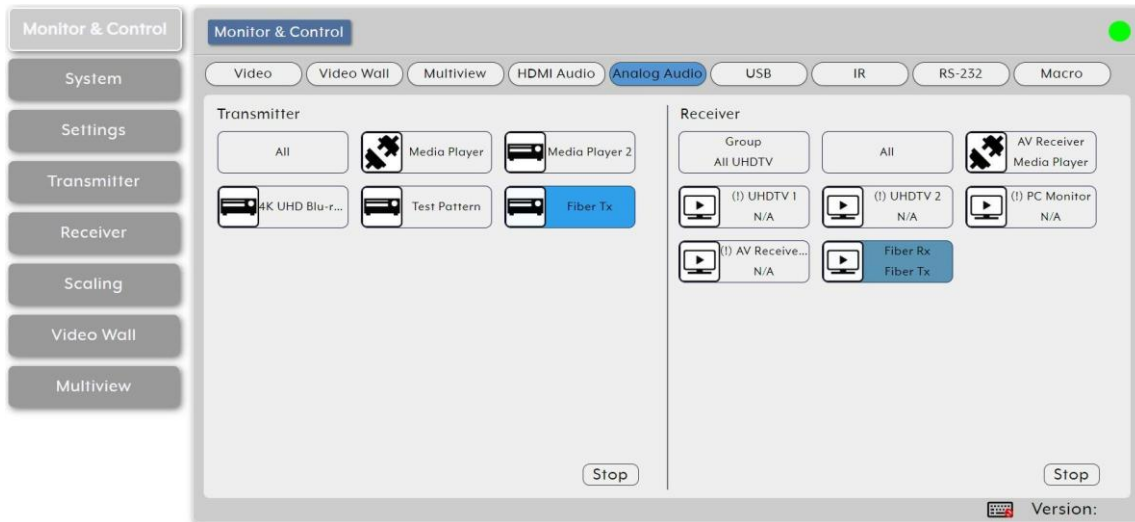 Monitor & Control
System
Settings
Transmitter
Receiver
Scaling
Video Wall
Multiview
Monitor & Control
Video
Video Wall
Multiview
HDMI Audio
Analog Audio
USB
IR
RS-232
Macro
Transmitter
All
Media Player
Media Player 2
4K UHD Blu-r...
Test Pattern
Fiber Tx
Stop
Receiver
Group
All UHDTV
All
AV Receiver
Media Player
(!) UHDTV 1
N/A
(!) UHDTV 2
N/A
(!) PC Monitor
N/A
(!) AV Receive...
N/A
Fiber Rx
Fiber Tx
Stop
Version: